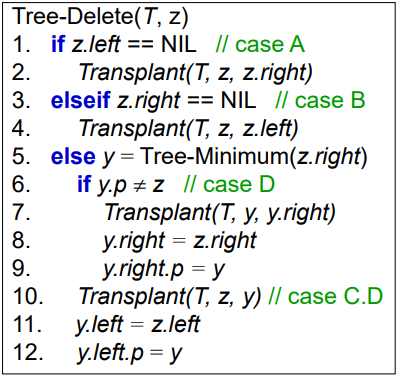 Tree-Delete(T, z)
1. if z.left == NIL // case A
2. Transplant(T, z, z.right)
3. elseif z.right == NIL // case B
4. Transplant(T, z, z.left)
5. else y = Tree-Minimum(z.right)
6. if y.p ≠ z // case D
7. Transplant(T, y, y.right)
8. y.right = z.right
9. y.right.p = y
10. Transplant(T, z, y) // case C.D
11. y.left = z.left
12. y.left.p = y